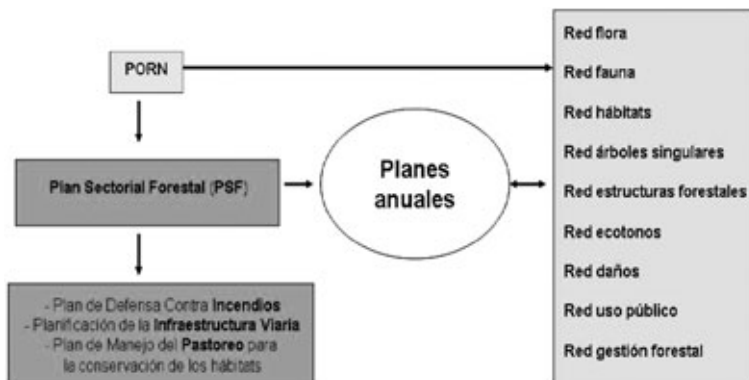 PORN
Plan Sectorial Forestal (PSF)
- Plan de Defensa Contra Incendios
- Planificación de la Infraestructura Viaria
- Plan de Manejo del Pastoreo para
la conservación de los hábitats
Planes
anuales
Red flora
Red fauna
Red hábitats
Red árboles singulares
Red estructuras forestales
Red ecotonos
Red daños
Red uso público
Red gestión forestal